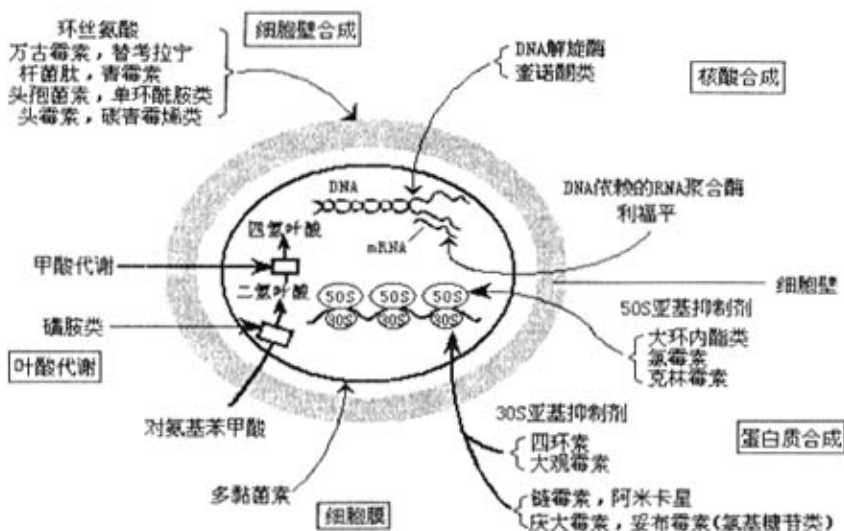 环丝氨酸
万古霉素，替考拉宁
杆菌肽，青霉素
头孢菌素，单环酰胺类
头霉素，碳青霉烯类
细胞壁合成
DNA解旋酶
喹诺酮类
核酸合成
DNA
mRNA
DNA依赖的RNA聚合酶
利福平
四氢叶酸
甲酸代谢
二氢叶酸
磺胺类
叶酸代谢
对氨基苯甲酸
50S 50S 50S
30S 30S 30S
细胞壁
50S亚基抑制剂
大环内酯类
氯霉素
克林霉素
30S亚基抑制剂
四环素
大观霉素
蛋白质合成
链霉素，阿米卡星
庆大霉素，妥布霉素(氨基糖苷类)
多黏菌素
细胞膜